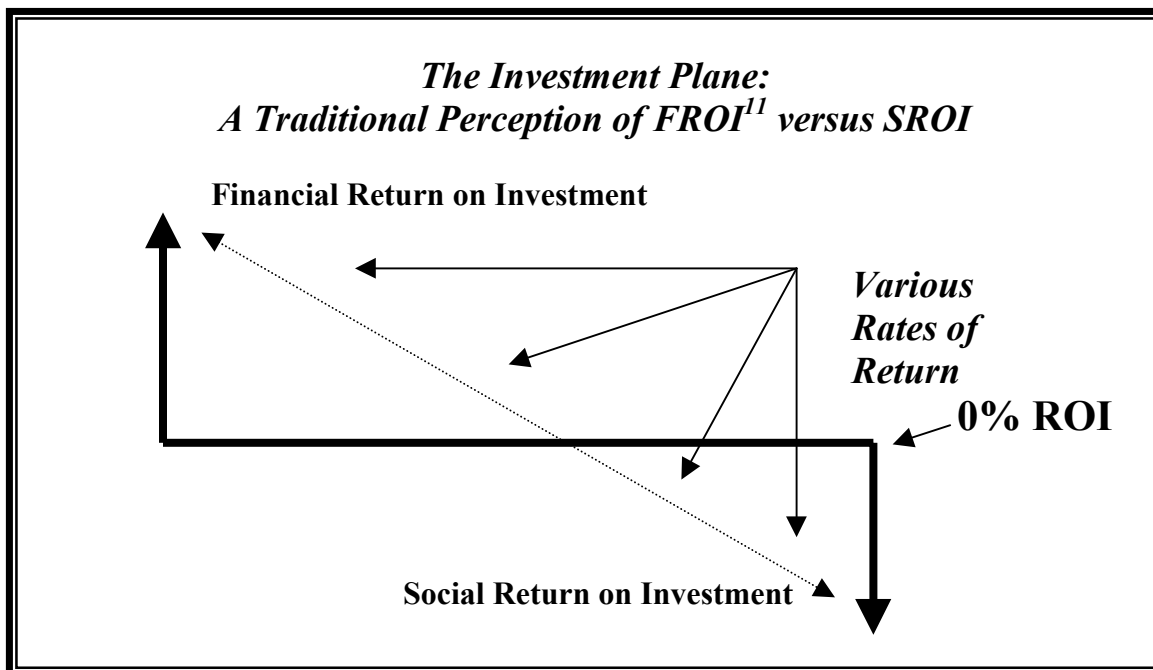 The Investment Plane:
A Traditional Perception of FROI11 versus SROI
Financial Return on Investment
Various
Rates of
Return
0% ROI
Social Return on Investment